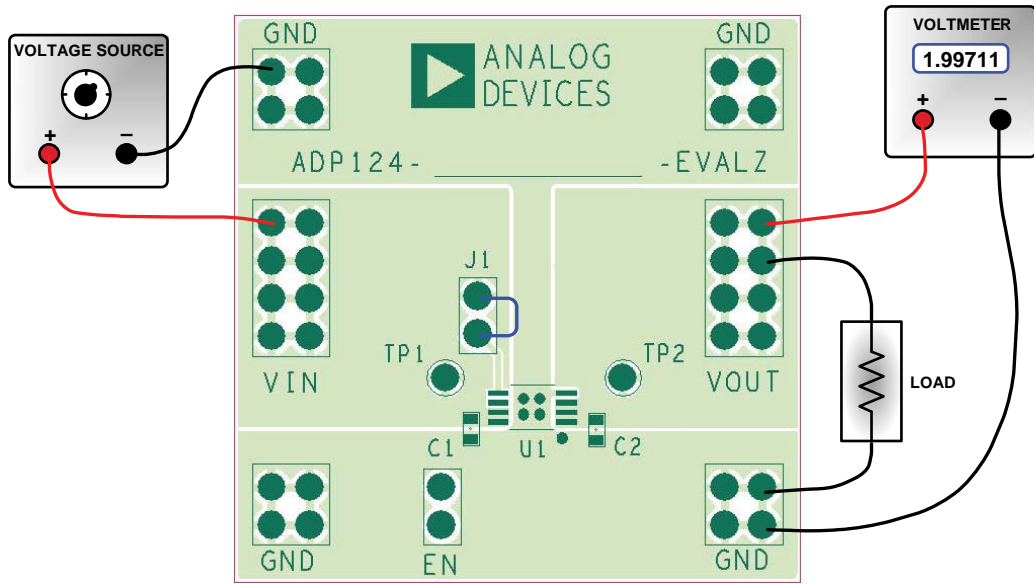 VOLTAGE SOURCE
+ –
GND
ANALOG
DEVICES
GND
VOLTMETER
1.99711
+ –
ADP124-____________-EVALZ
J1
TP1
TP2
VIN
VOUT
LOAD
C1
U1
C2
GND
EN
GND